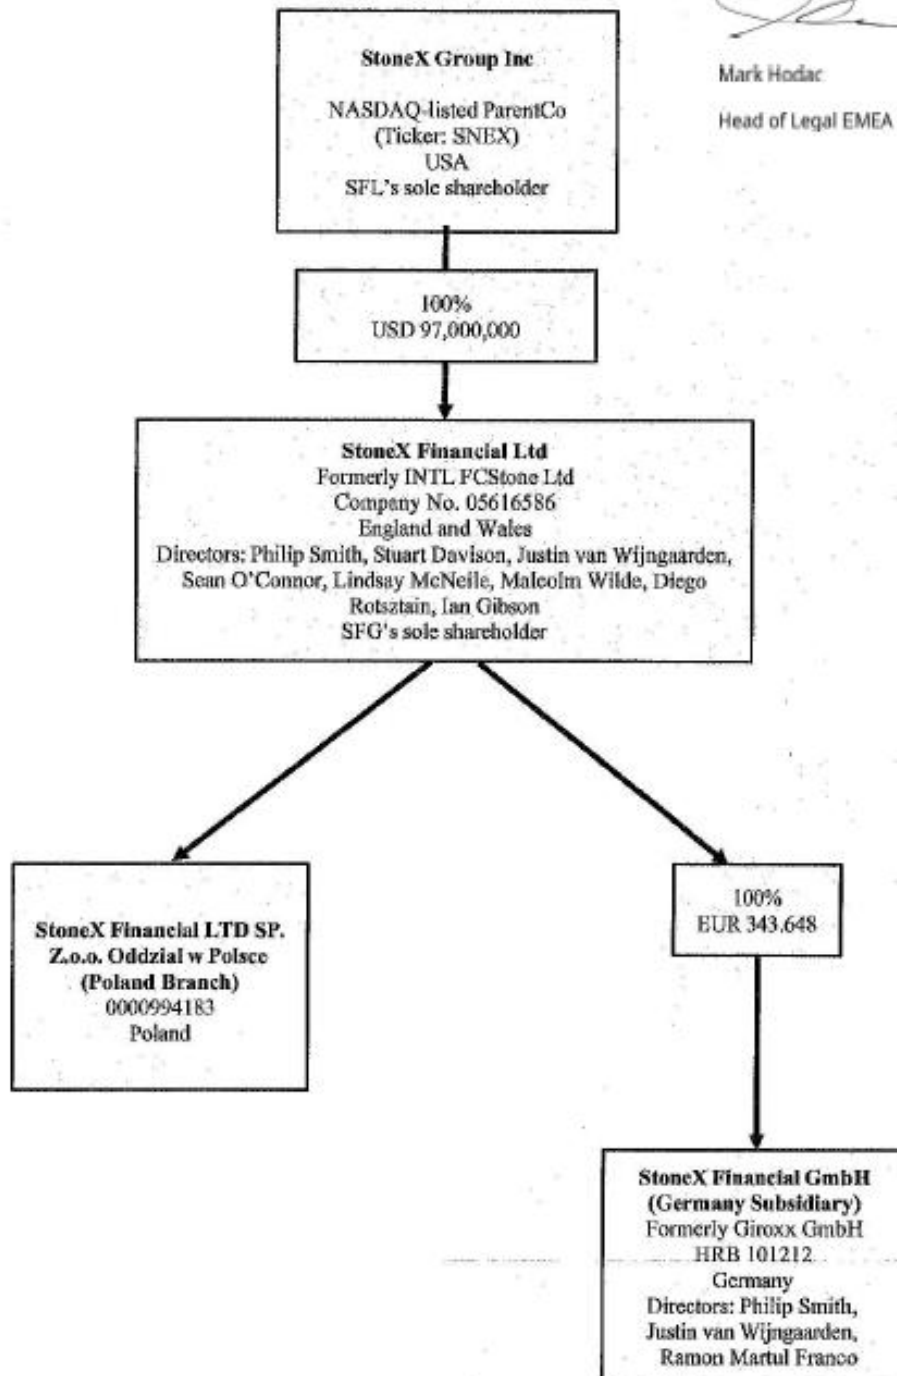 Mark Hodac
Head of Legal EMEA
StoneX Group Inc
NASDAQ-listed ParentCo
(Ticker: SNEX)
USA
SFL's sole shareholder
100%
USD 97,000,000
StoneX Financial Ltd
Formerly INTL FCStone Ltd
Company No. 05616586
England and Wales
Directors: Philip Smith, Stuart Davison, Justin van Wijngaarden,
Sean O'Connor, Lindsay McNeile, Malcolm Wilde, Diego
Rotsztain, Ian Gibson
SFG's sole shareholder
StoneX Financial LTD SP.
Z.o.o. Oddzial w Polsce
(Poland Branch)
0000994183
Poland
100%
EUR 343.648
StoneX Financial GmbH
(Germany Subsidiary)
Formerly Giroxx GmbH
HRB 101212
Germany
Directors: Philip Smith,
Justin van Wijngaarden,
Ramon Martul Franco